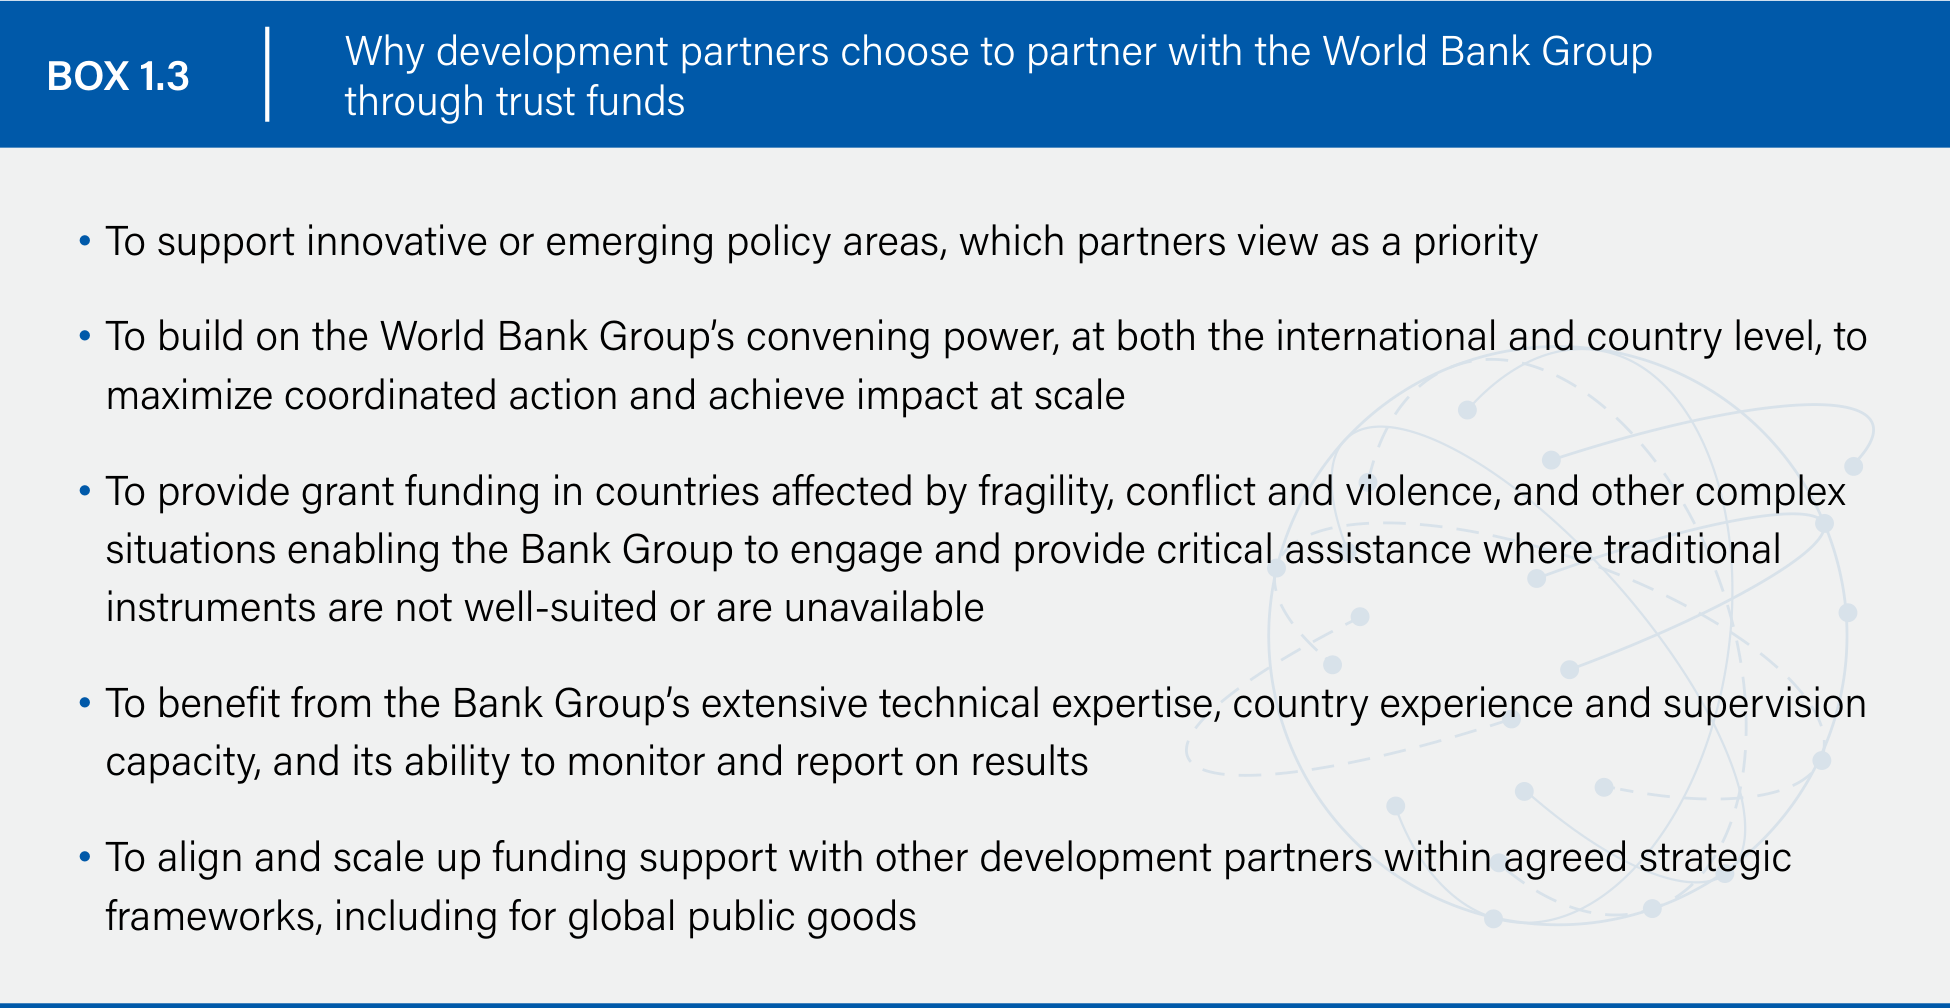 BOX 1.3
Why development partners choose to partner with the World Bank Group
through trust funds
• To support innovative or emerging policy areas, which partners view as a priority
• To build on the World Bank Group’s convening power, at both the international and country level, to
maximize coordinated action and achieve impact at scale
• To provide grant funding in countries affected by fragility, conflict and violence, and other complex
situations enabling the Bank Group to engage and provide critical assistance where traditional
instruments are not well-suited or are unavailable
• To benefit from the Bank Group’s extensive technical expertise, country experience and supervision
capacity, and its ability to monitor and report on results
• To align and scale up funding support with other development partners within agreed strategic
frameworks, including for global public goods